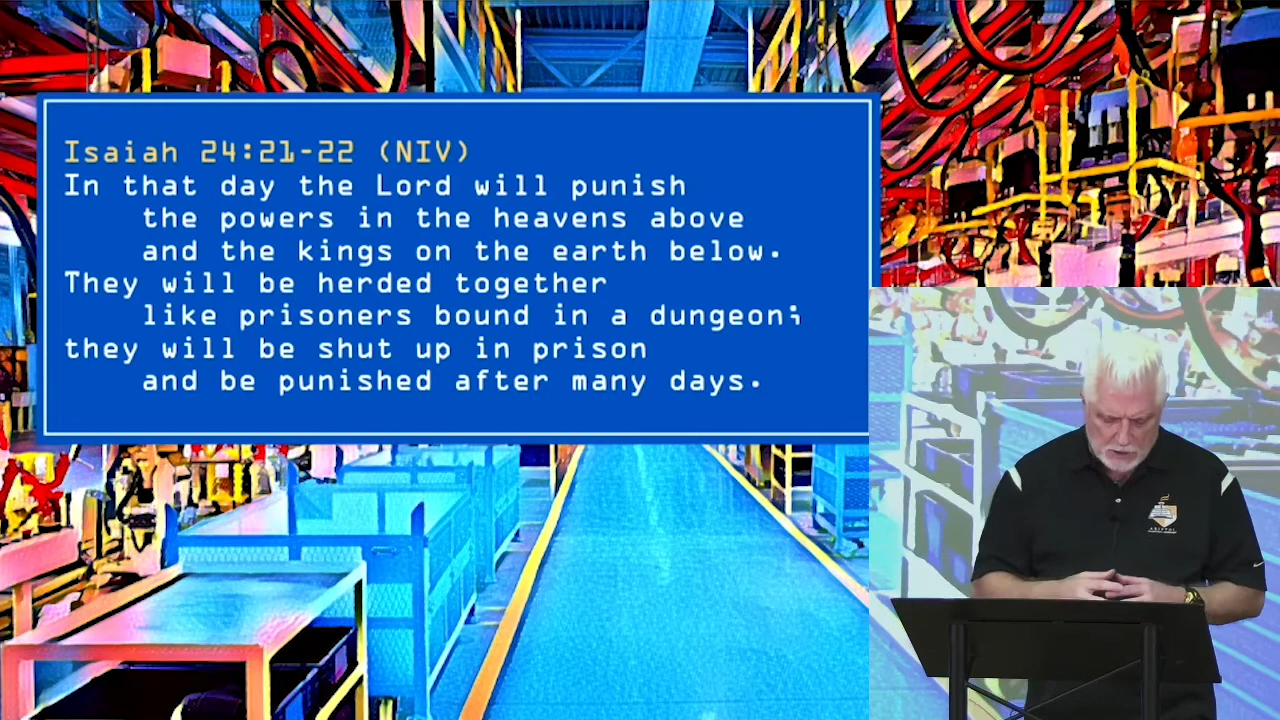 Isaiah 24:21-22 (NIV)
In that day the Lord will punish
the powers in the heavens above
and the kings on the earth below.
They will be herded together
like prisoners bound in a dungeon;
they will be shut up in prison
and be punished after many days.